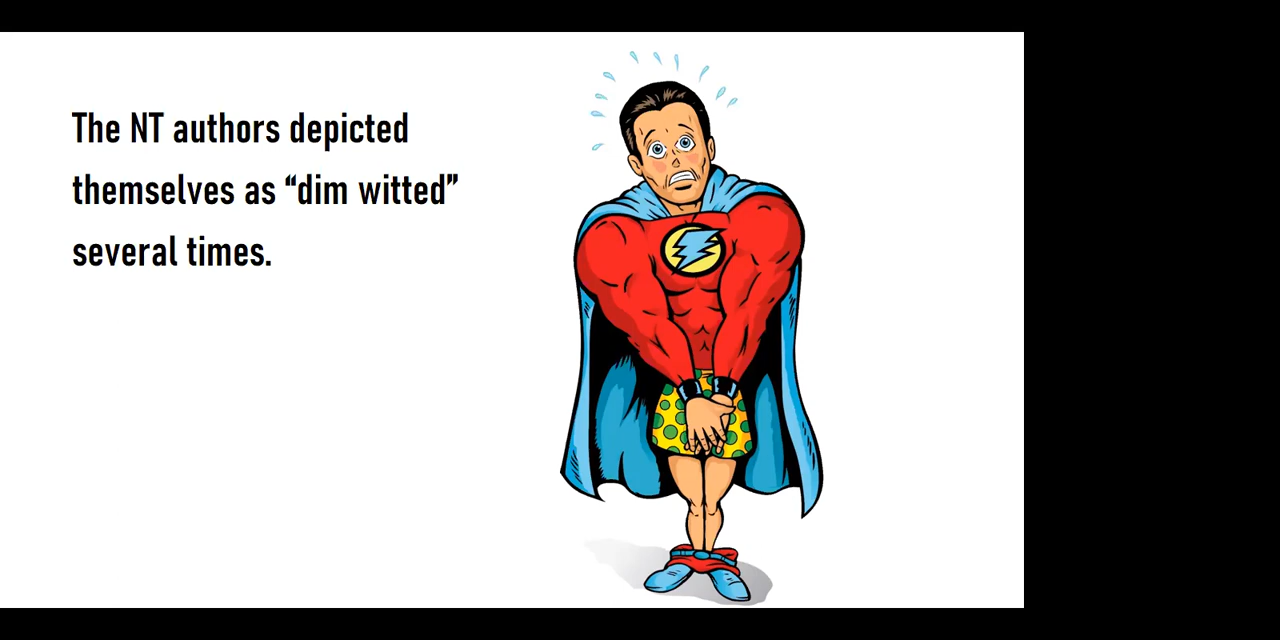 The NT authors depicted
themselves as “dim witted”
several times.